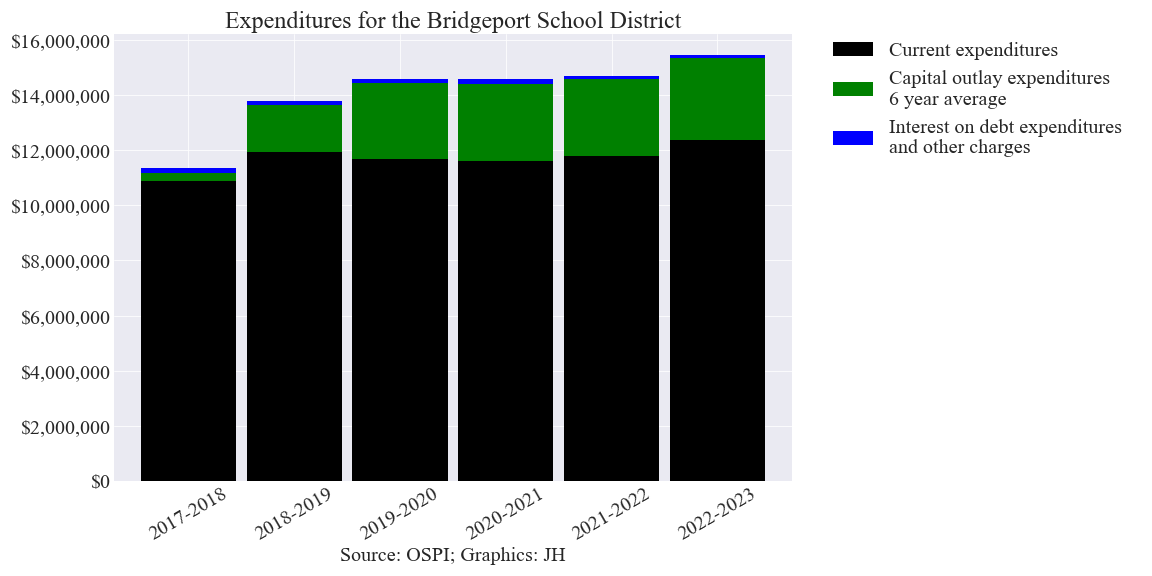 Expenditures for the Bridgeport School District
$16,000,000
$14,000,000
$12,000,000
$10,000,000
$8,000,000
$6,000,000
$4,000,000
$2,000,000
$0
2017-2018
2018-2019
2019-2020
2020-2021
2021-2022
2022-2023
Source: OSPI; Graphics: JH
Current expenditures
Capital outlay expenditures
6 year average
Interest on debt expenditures
and other charges